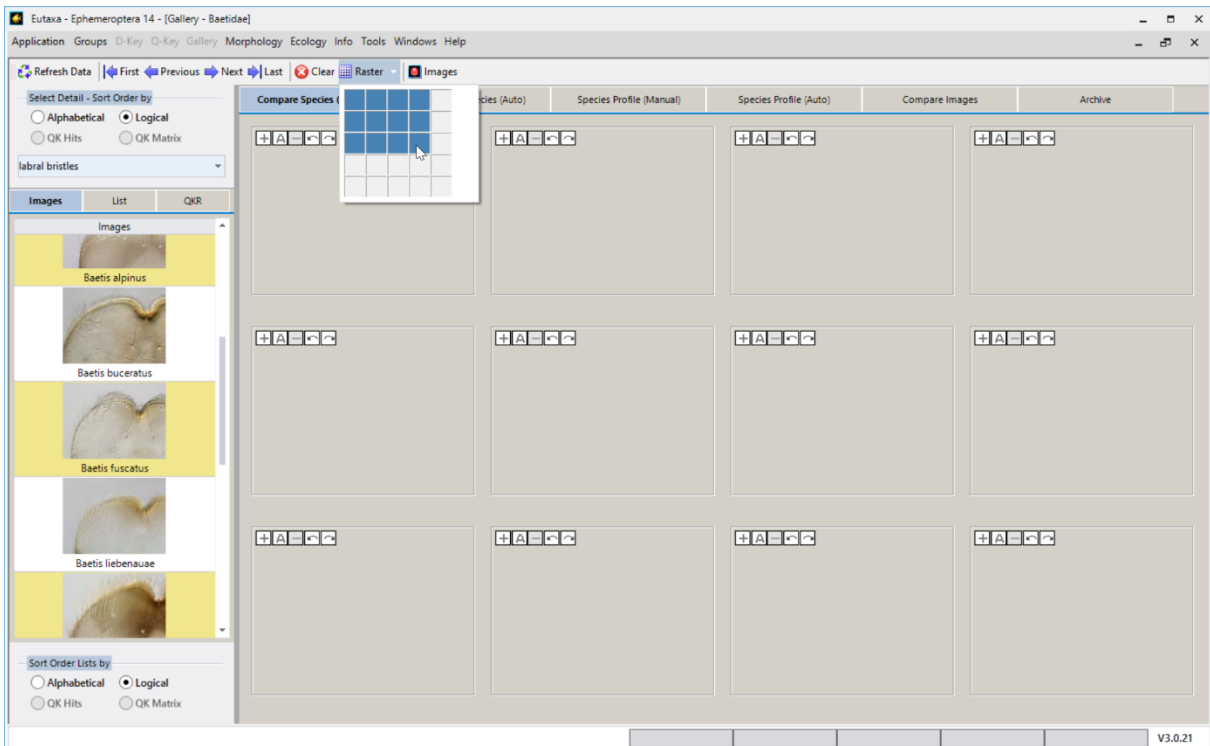 Eutaxa - Ephemeroptera 14 - [Gallery - Baetidae]
Application Groups D-Key Q-Key Gallery Morphology Ecology Info Tools Windows Help
Refresh Data First Previous Next Last Clear Raster Images
Select Detail - Sort Order by
Alphabetical Logical
QK Hits QK Matrix
labral bristles
Images List QKR
Images
Baetis alpinus
Baetis buceratus
Baetis fuscatus
Baetis liebenauae
Sort Order Lists by
Alphabetical Logical
QK Hits QK Matrix
Compare Species ( (Auto) Species Profile (Manual) Species Profile (Auto) Compare Images Archive
+ A - + A - + A - + A -
+ A - + A - + A - + A -
+ A - + A - + A - + A -
V3.0.21